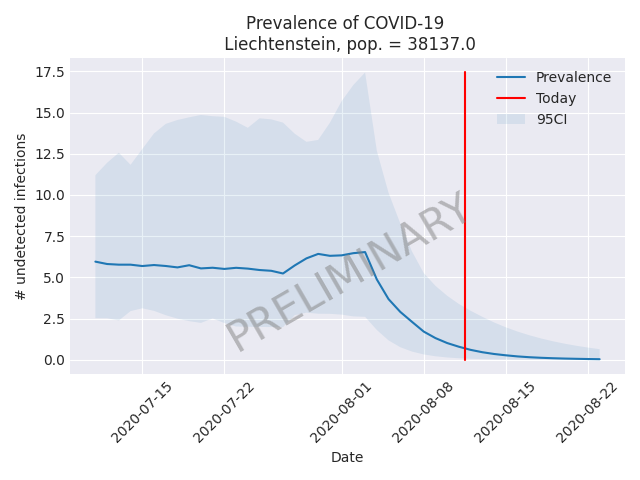 Prevalence of COVID-19
Liechtenstein, pop. = 38137.0
# undetected infections
17.5
15.0
12.5
10.0
7.5
5.0
2.5
0.0
Prevalence
Today
95CI
PRELIMINARY
2020-07-15
2020-07-22
2020-08-01
2020-08-08
2020-08-15
2020-08-22
Date